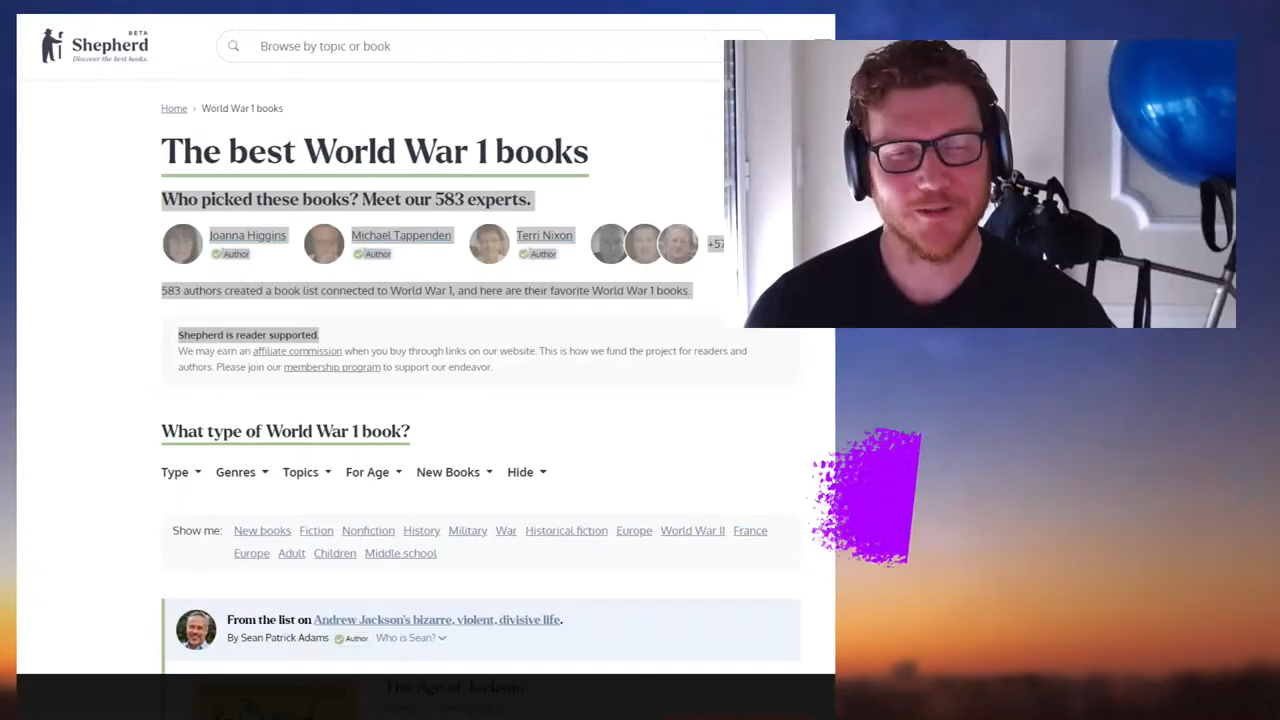 BETA
Shepherd
Discover the best books.
Browse by topic or book
Home › World War 1 books
The best World War 1 books
Who picked these books? Meet our 583 experts.
Joanna Higgins
Author
Michael Tappenden
Author
Terri Nixon
Author
+57
583 authors created a book list connected to World War 1, and here are their favorite World War 1 books.
Shepherd is reader supported.
We may earn an affiliate commission when you buy through links on our website. This is how we fund the project for readers and
authors. Please join our membership program to support our endeavor.
What type of World War 1 book?
Type Genres Topics For Age New Books Hide
Show me: New books Fiction Nonfiction History Military War Historical fiction Europe World War II France
Europe Adult Children Middle school
From the list on Andrew Jackson's bizarre, violent, divisive life.
By Sean Patrick Adams Author Who is Sean?
The Age of Jackson